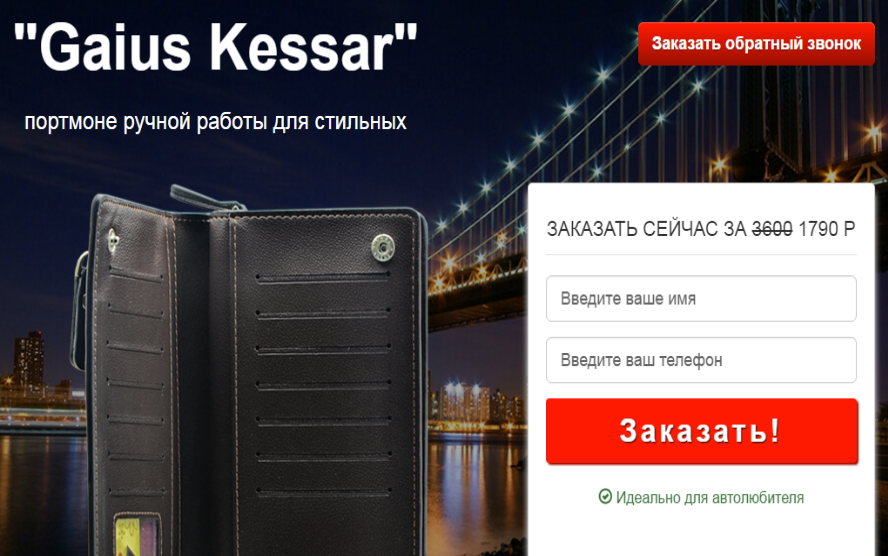 "Gaius Kessar"
Заказать обратный звонок
портмоне ручной работы для стильных
ЗАКАЗАТЬ СЕЙЧАС ЗА 3600 1790 Р
Введите ваше имя
Введите ваш телефон
Заказать!
Идеально для автолюбителя